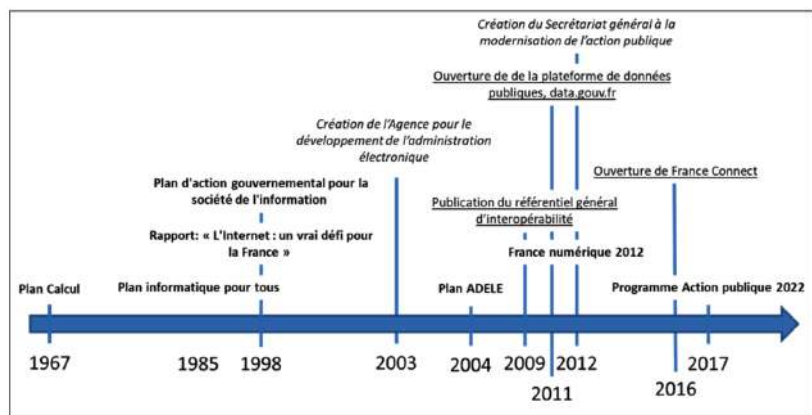 Création du Secrétariat général à la
modernisation de l'action publique
Ouverture de de la plateforme de données
publiques, data.gouv.fr
Création de l'Agence pour le
développement de l'administration
électronique
Ouverture de France Connect
Plan d'action gouvernemental pour la
société de l'information
Publication du référentiel général
d'interopérabilité
Rapport: « L'Internet : un vrai défi pour
la France »
France numérique 2012
Plan Calcul
Plan informatique pour tous
Plan ADELE
Programme Action publique 2022
1967
1985
1998
2003
2004
2009
2012
2017
2011
2016